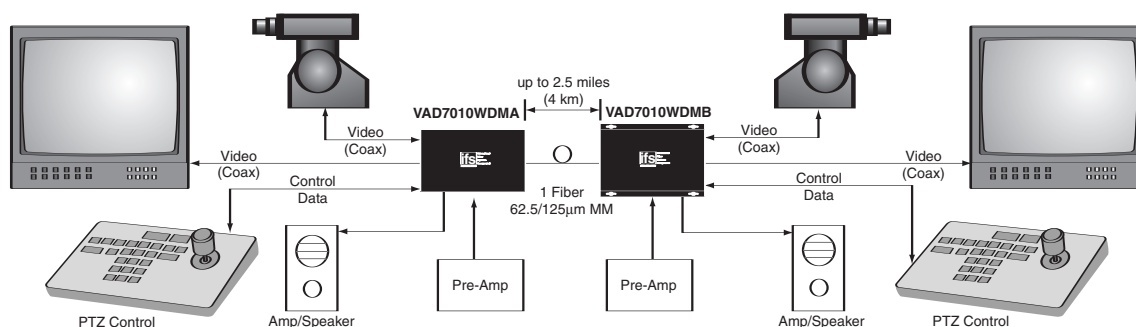 up to 2.5 miles
(4 km)
VAD7010WDMA
VAD7010WDMB
Video
(Coax)
Video
(Coax)
ifs
ifs
Video
(Coax)
Video
(Coax)
Control
Data
Control
Data
1 Fiber
62.5/125µm MM
Pre-Amp
Pre-Amp
PTZ Control
Amp/Speaker
Amp/Speaker
PTZ Control